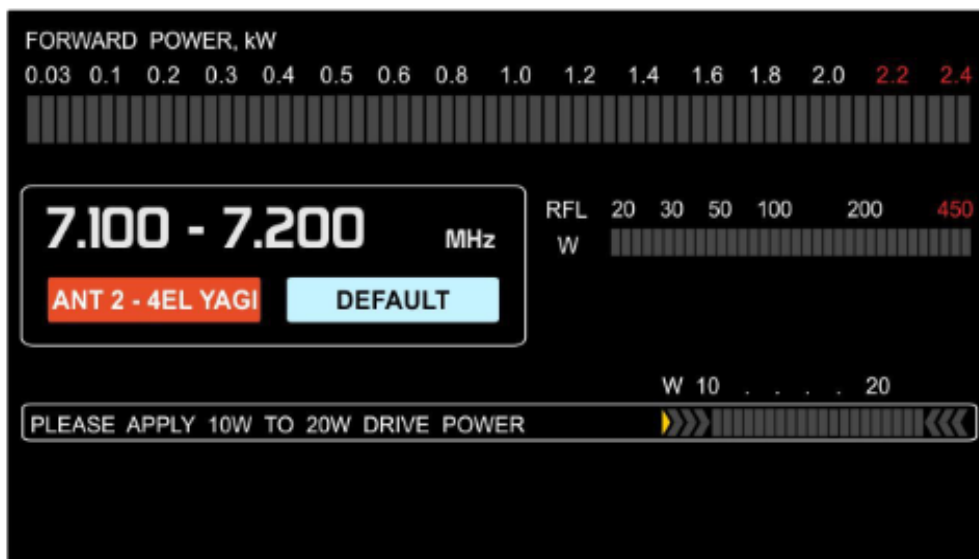 FORWARD POWER, kW
0.03 0.1 0.2 0.3 0.4 0.5 0.6 0.8 1.0 1.2 1.4 1.6 1.8 2.0 2.2 2.4
7.100 - 7.200 MHz
ANT 2 - 4EL YAGI DEFAULT
RFL 20 30 50 100 200 450
W
W 10 . . . . 20
PLEASE APPLY 10W TO 20W DRIVE POWER